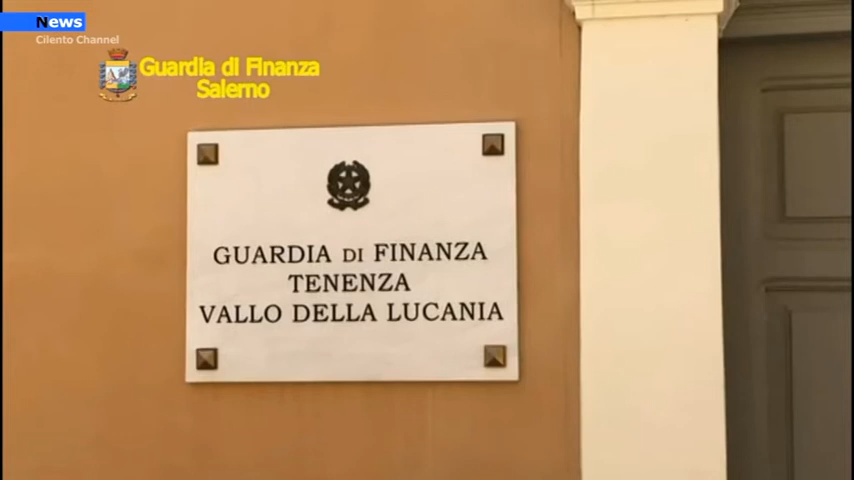 News
Cilento Channel
Guardia di Finanza
Salerno
GUARDIA DI FINANZA
TENENZA
VALLO DELLA LUCANIA